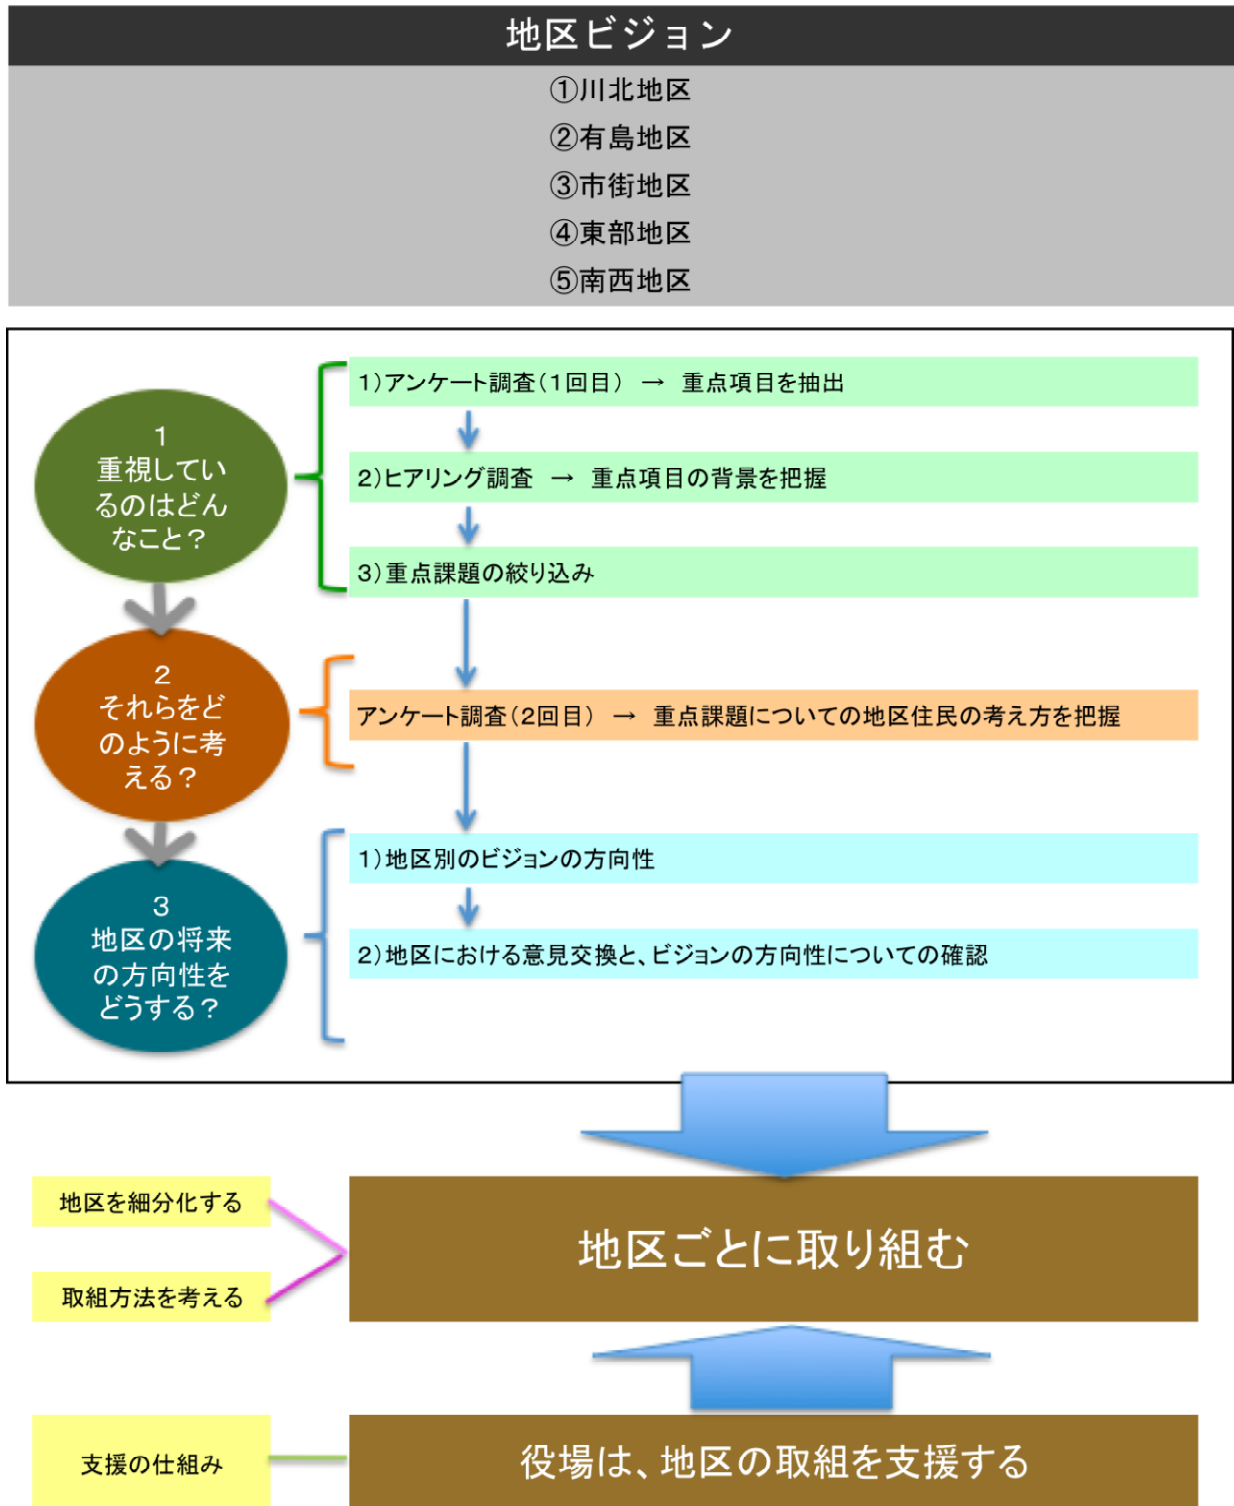 地区ビジョン
①川北地区
②有島地区
③市街地区
④東部地区
⑤南西地区
1
重視してい
るのはどん
なこと?
1)アンケート調査(1回目) → 重点項目を抽出
2)ヒアリング調査 → 重点項目の背景を把握
3)重点課題の絞り込み
2
それらをど
のように考
える?
アンケート調査(2回目) → 重点課題についての地区住民の考え方を把握
3
地区の将来
の方向性を
どうする?
1)地区別のビジョンの方向性
2)地区における意見交換と、ビジョンの方向性についての確認
地区を細分化する
取組方法を考える
地区ごとに取り組む
支援の仕組み
役場は、地区の取組を支援する